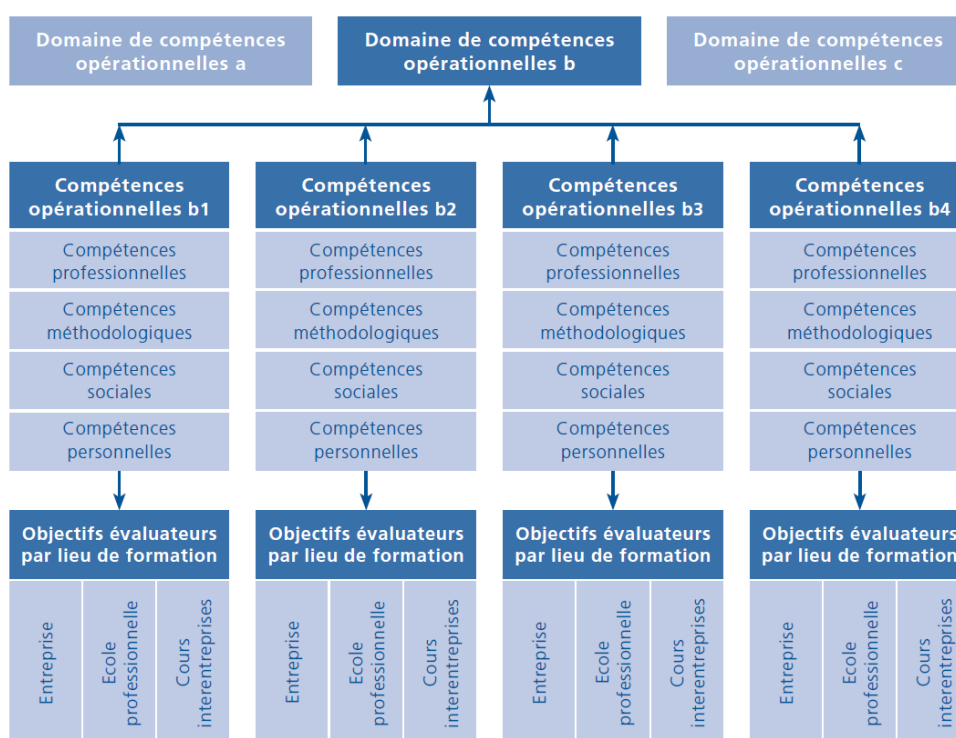 Domaine de compétences
opérationnelles a
Domaine de compétences
opérationnelles b
Domaine de compétences
opérationnelles c
Compétences
opérationnelles b1
Compétences
opérationnelles b2
Compétences
opérationnelles b3
Compétences
opérationnelles b4
Compétences
professionnelles
Compétences
professionnelles
Compétences
professionnelles
Compétences
professionnelles
Compétences
méthodologiques
Compétences
méthodologiques
Compétences
méthodologiques
Compétences
méthodologiques
Compétences
sociales
Compétences
sociales
Compétences
sociales
Compétences
sociales
Compétences
personnelles
Compétences
personnelles
Compétences
personnelles
Compétences
personnelles
Objectifs évaluateurs
par lieu de formation
Objectifs évaluateurs
par lieu de formation
Objectifs évaluateurs
par lieu de formation
Objectifs évaluateurs
par lieu de formation
Entreprise
Ecole
professionnelle
Cours
interentreprises
Entreprise
Ecole
professionnelle
Cours
interentreprises
Entreprise
Ecole
professionnelle
Cours
interentreprises
Entreprise
Ecole
professionnelle
Cours
interentreprises